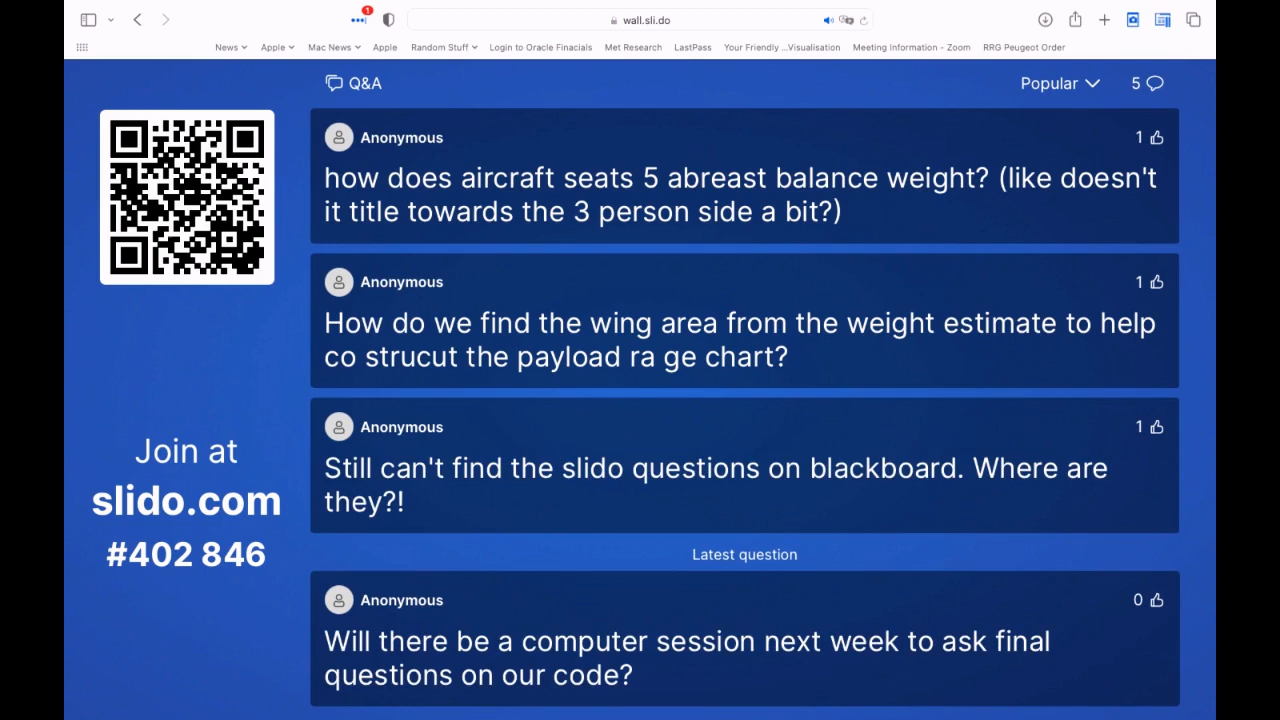 1
wall.sli.do
News
Apple
Mac News
Apple
Random Stuff
Login to Oracle Finacials
Met Research
LastPass
Your Friendly ...Visualisation
Meeting Information - Zoom
RRG Peugeot Order
Q&A
Popular
5
Anonymous
1
how does aircraft seats 5 abreast balance weight? (like doesn't
it title towards the 3 person side a bit?)
Anonymous
1
How do we find the wing area from the weight estimate to help
co strucut the payload ra ge chart?
Anonymous
1
Still can't find the slido questions on blackboard. Where are
they?!
Join at
slido.com
#402 846
Latest question
Anonymous
0
Will there be a computer session next week to ask final
questions on our code?